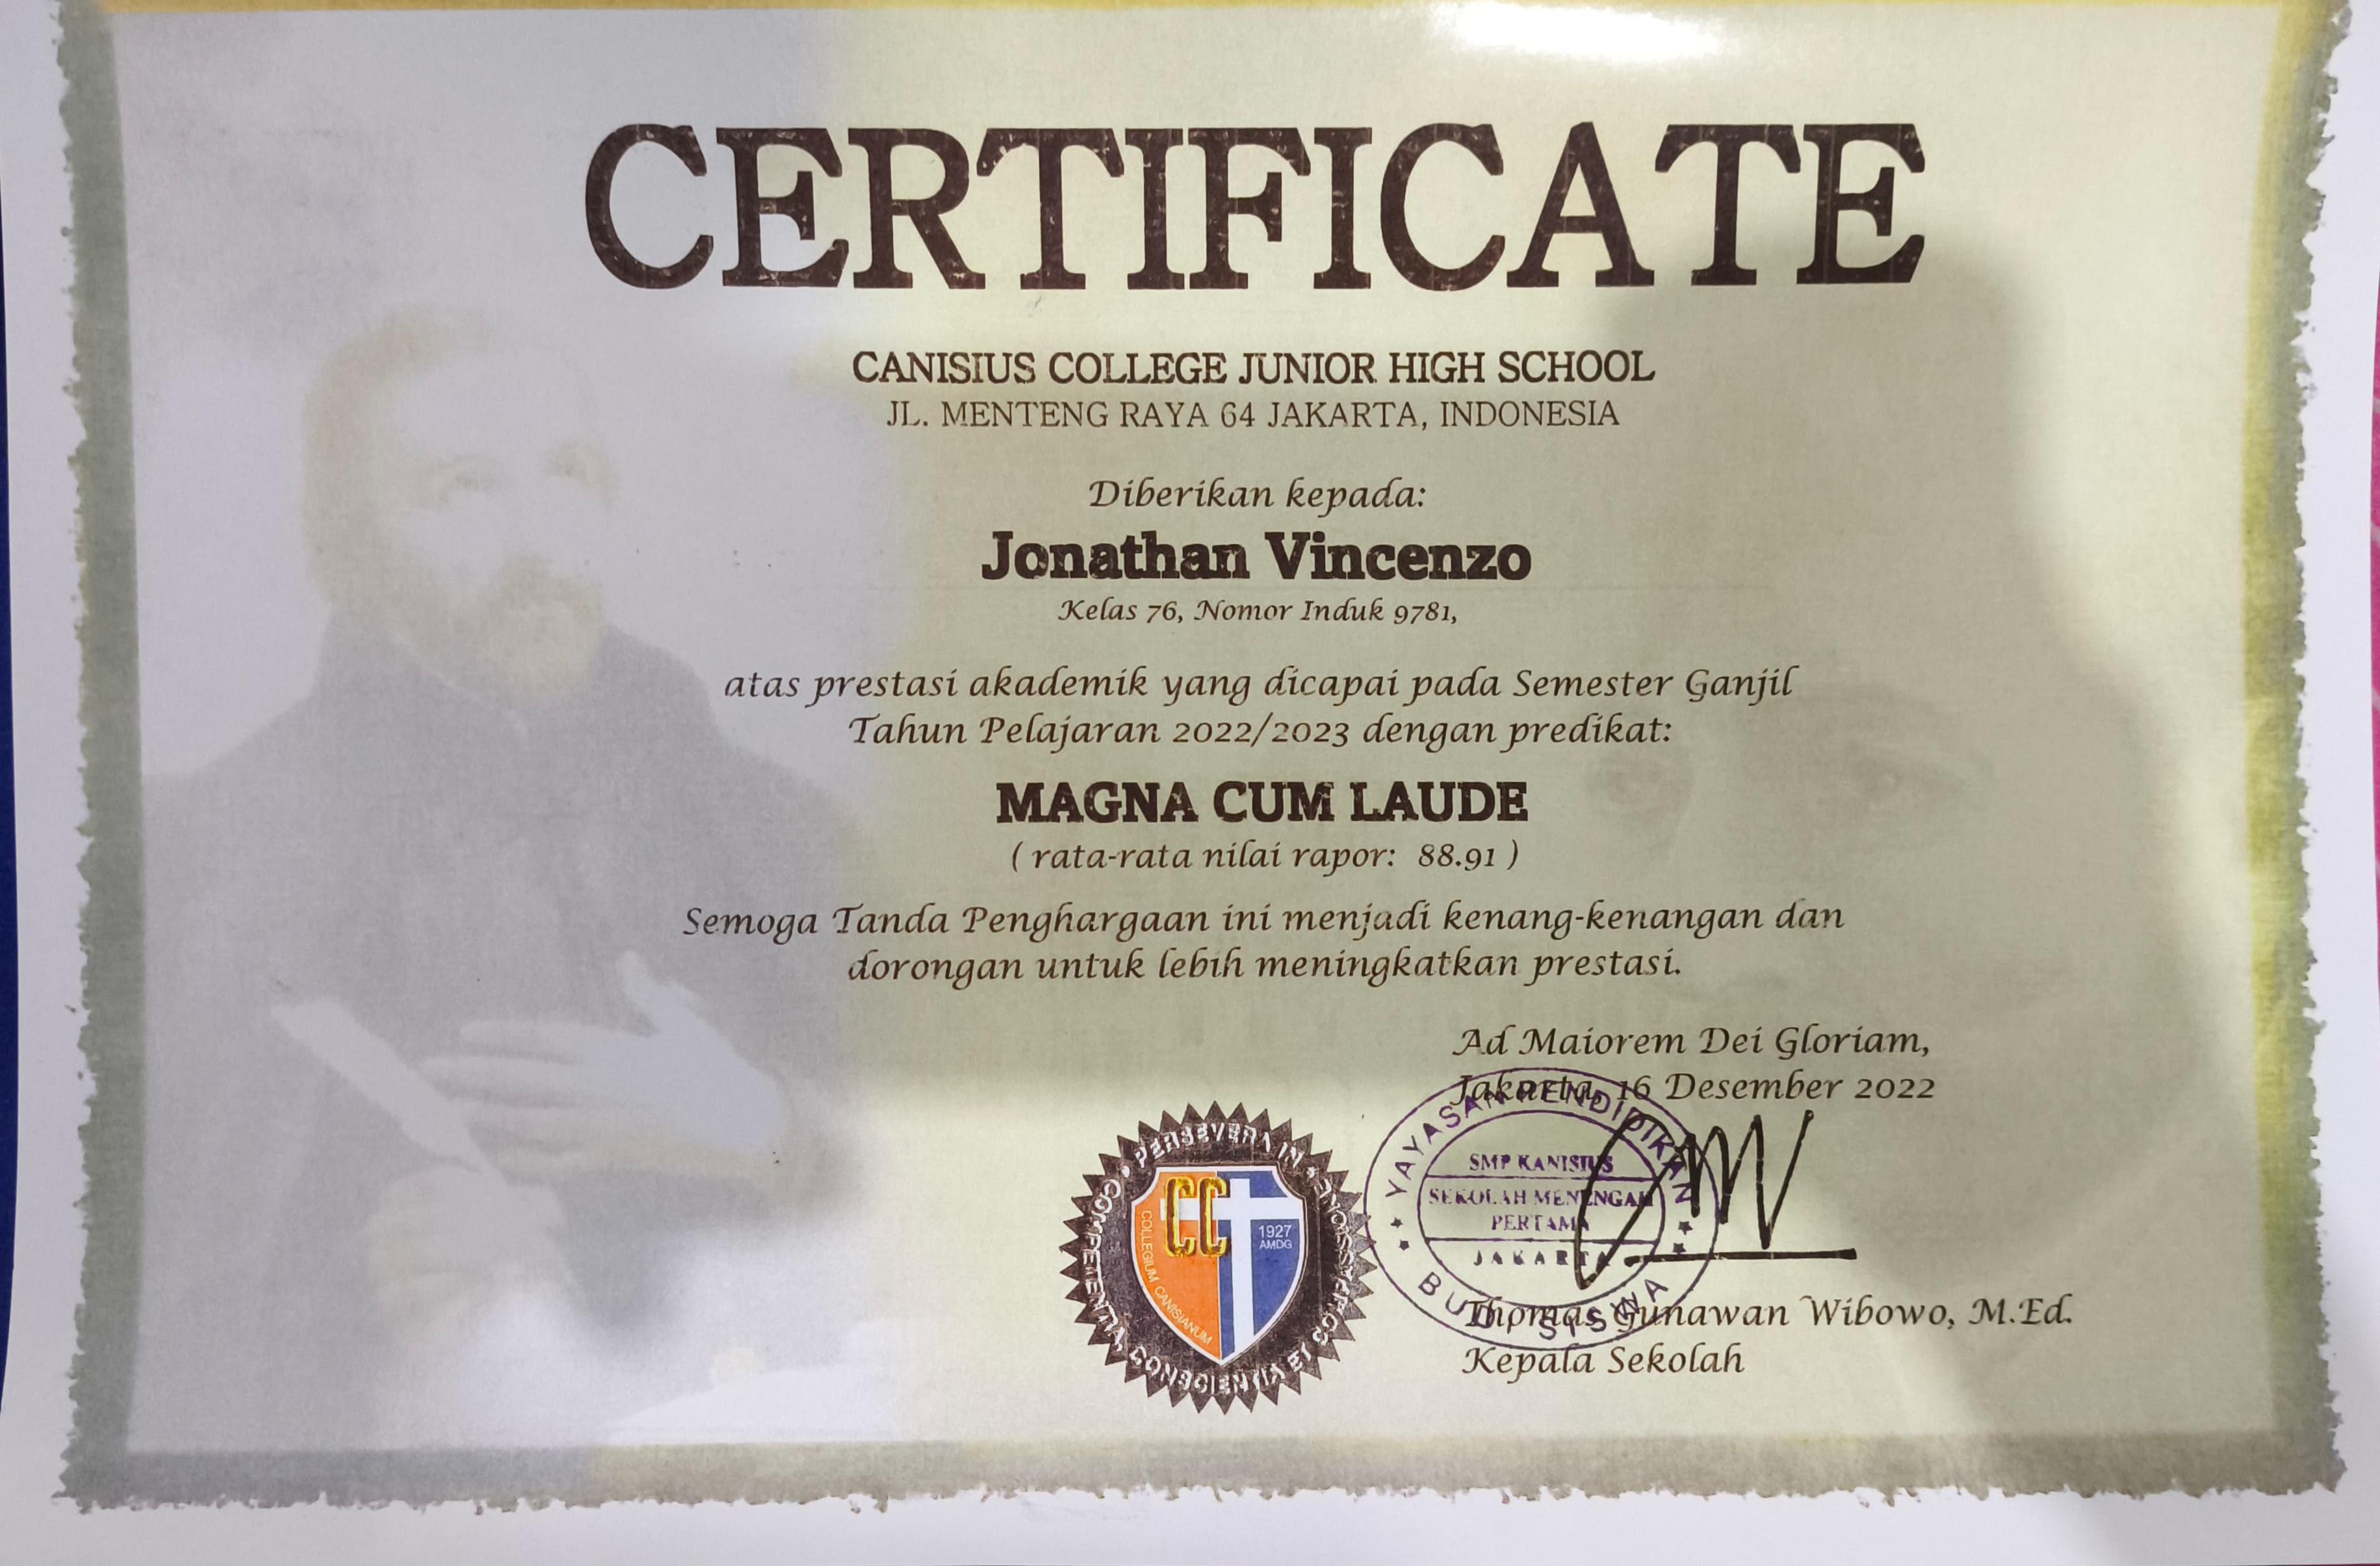 CERTIFICATE
CANISIUS COLLEGE JUNIOR HIGH SCHOOL
JL. MENTENG RAYA 64 JAKARTA, INDONESIA
Diberikan kepada:
Jonathan Vincenzo
Kelas 76, Nomor Induk 9781,
atas prestasi akademik yang dicapai pada Semester Ganjil
Tahun Pelajaran 2022/2023 dengan predikat:
MAGNA CUM LAUDE
( rata-rata nilai rapor: 88.91 )
Semoga Tanda Penghargaan ini menjadi kenang-kenangan dan
dorongan untuk lebih meningkatkan prestasi.
Ad Maiorem Dei Gloriam,
Jakarta, 16 Desember 2022
YAYASAN PENDIDIKAN
SMP KANISIUS
SEKOLAH MENENGAH
PERTAMA
JAKARTA
BUDI SISWA
PERSEVERA IN
COMPETENTIA CONSCIENTIA ET
CC
COLLEGIUM CANISIANUM
1927
AMDG
Thomas Gunawan Wibowo, M.Ed.
Kepala Sekolah